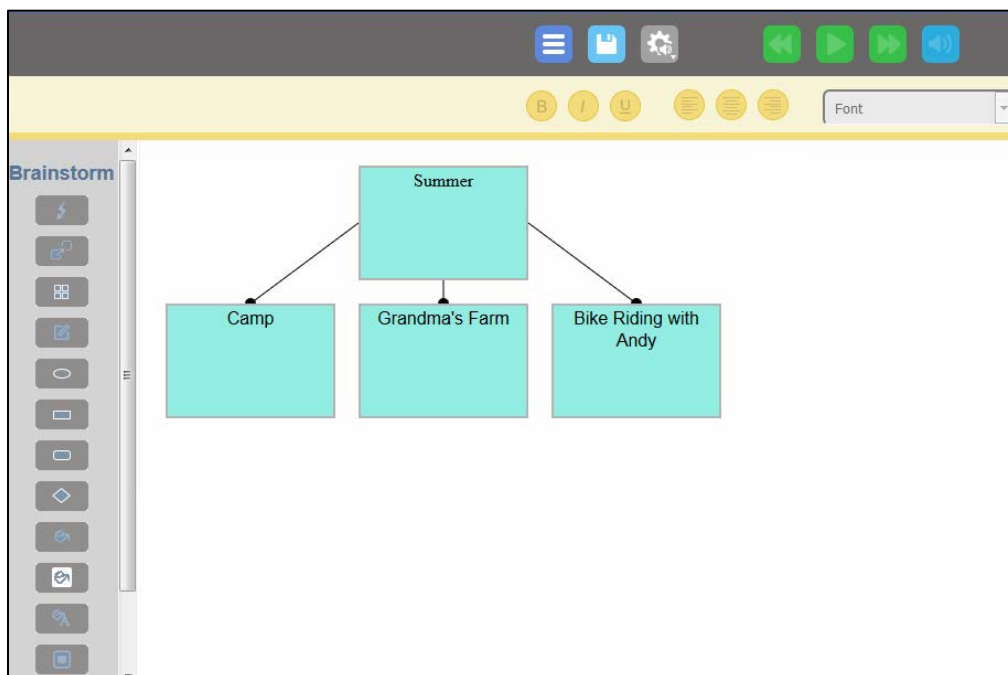 B I U
Font
Brainstorm
Summer
Camp
Grandma's Farm
Bike Riding with
Andy
A